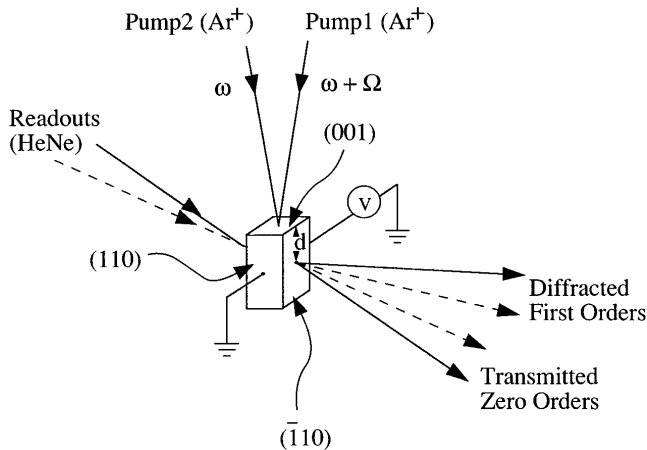 Pump2 (Ar+) Pump1 (Ar+)
ω ω + Ω
Readouts
(HeNe)
(001)
V
d
(110)
Diffracted
First Orders
Transmitted
Zero Orders
(1̄10)